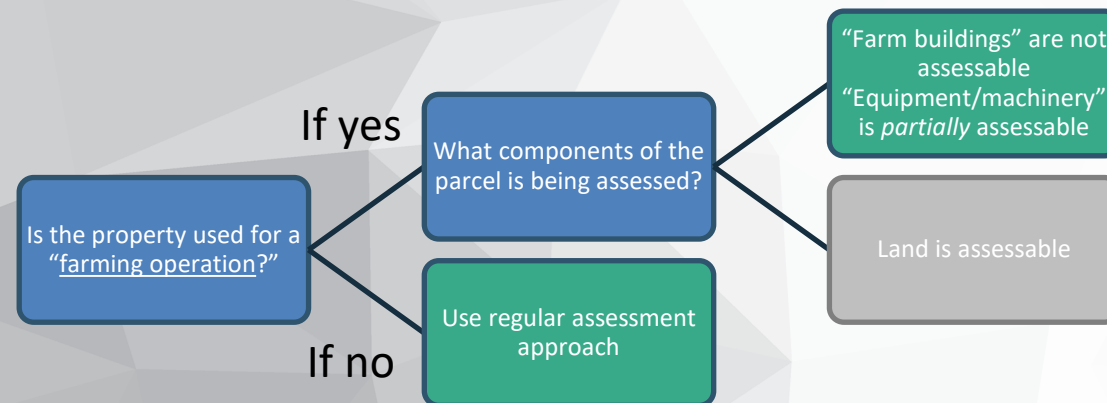 Is the property used for a
“farming operation?”
If yes
What components of the
parcel is being assessed?
“Farm buildings” are not
assessable
“Equipment/machinery”
is partially assessable
Land is assessable
If no
Use regular assessment
approach